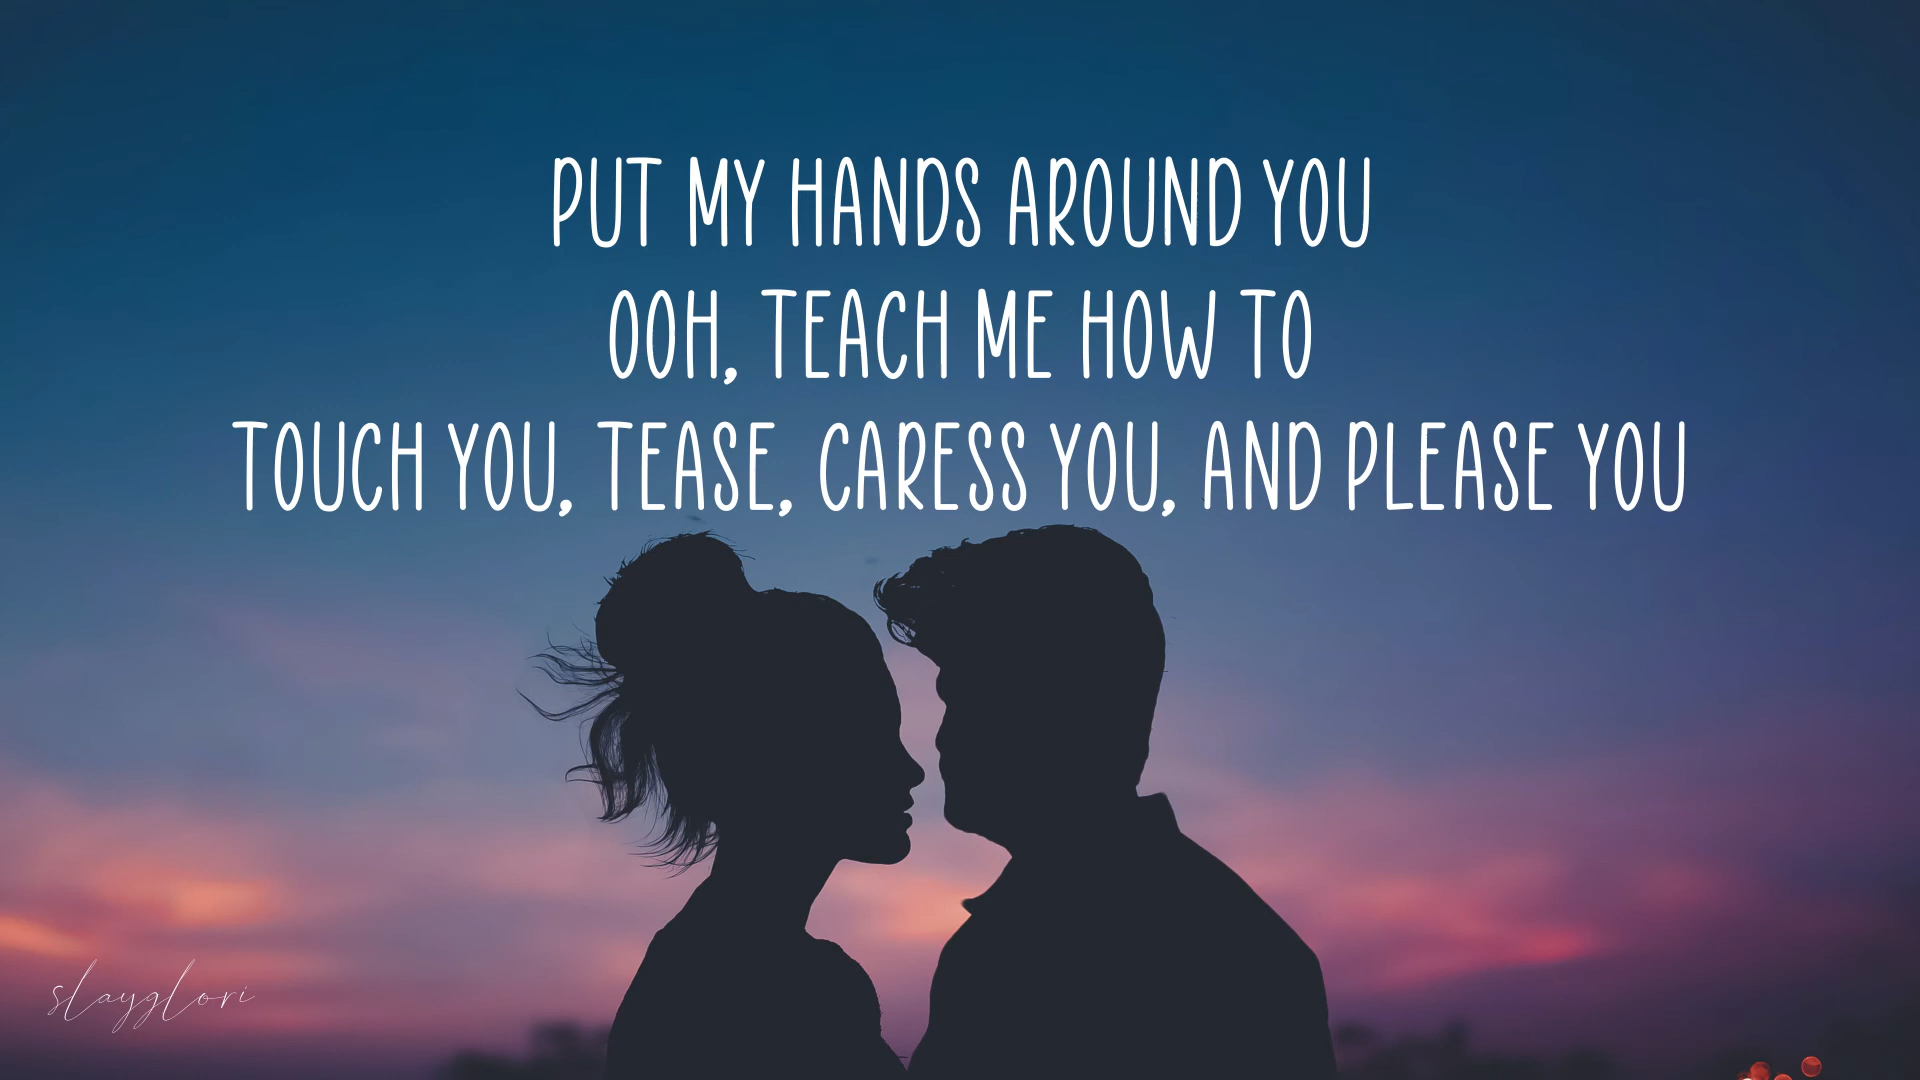 PUT MY HANDS AROUND YOU
OOH, TEACH ME HOW TO
TOUCH YOU, TEASE, CARESS YOU, AND PLEASE YOU
slayglori